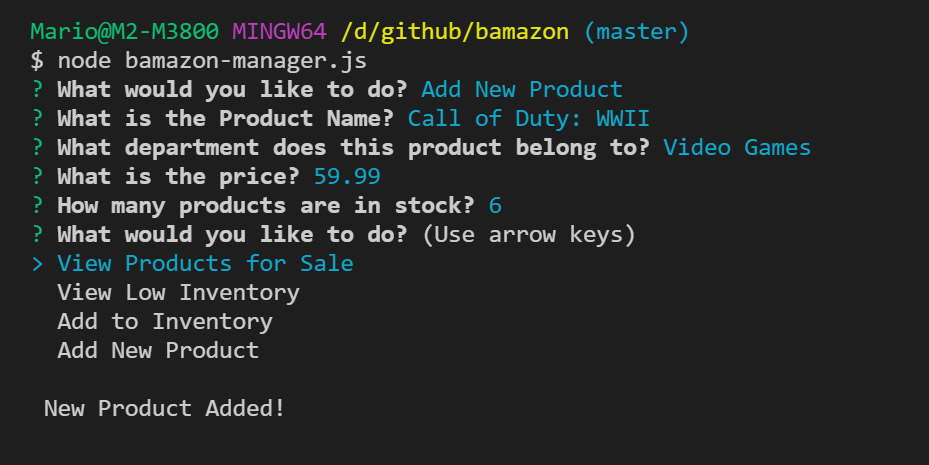 Mario@M2-M3800 MINGW64 /d/github/bamazon (master)
$ node bamazon-manager.js
? What would you like to do? Add New Product
? What is the Product Name? Call of Duty: WWII
? What department does this product belong to? Video Games
? What is the price? 59.99
? How many products are in stock? 6
? What would you like to do? (Use arrow keys)
> View Products for Sale
  View Low Inventory
  Add to Inventory
  Add New Product

 New Product Added!